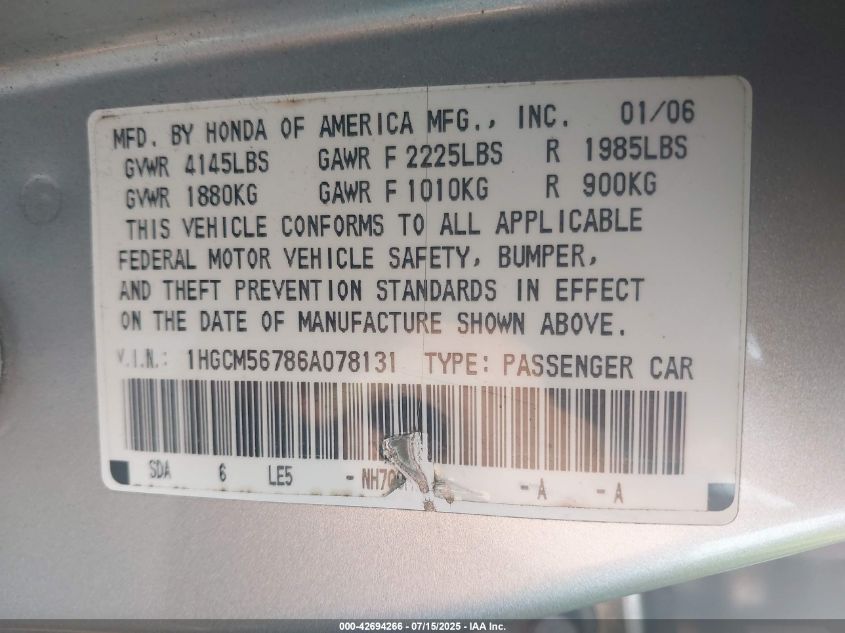 MFD. BY HONDA OF AMERICA MFG., INC. 01/06
GVWR 4145LBS GAWR F 2225LBS R 1985LBS
GVWR 1880KG GAWR F 1010KG R 900KG
THIS VEHICLE CONFORMS TO ALL APPLICABLE
FEDERAL MOTOR VEHICLE SAFETY, BUMPER,
AND THEFT PREVENTION STANDARDS IN EFFECT
ON THE DATE OF MANUFACTURE SHOWN ABOVE.
V.I.N.: 1HGCM56786A078131 TYPE: PASSENGER CAR
SDA 6 LE5 - - A - A
000-42694266 - 07/15/2025 - IAA Inc.